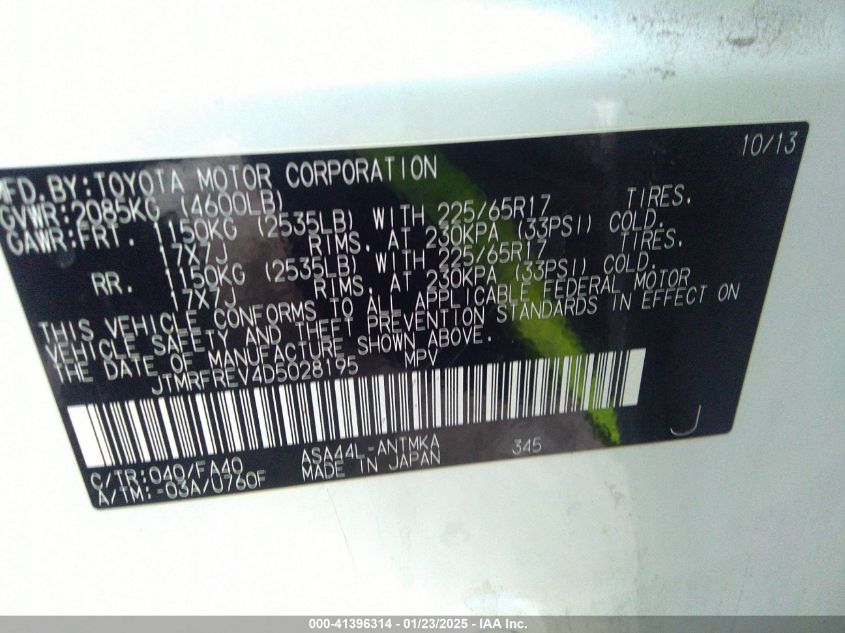 10/13
MFD.BY:TOYOTA MOTOR CORPORATION
GVWR:2085KG (4600LB)
GAWR:FRT. 1150KG (2535LB) WITH 225/65R17 TIRES.
17X7J RIMS, AT 230KPA (33PSI) COLD.
RR. 1150KG (2535LB) WITH 225/65R17 TIRES.
17X7J RIMS, AT 230KPA (33PSI) COLD.
THIS VEHICLE CONFORMS TO ALL APPLICABLE FEDERAL MOTOR
VEHICLE SAFETY AND THEFT PREVENTION STANDARDS IN EFFECT ON
THE DATE OF MANUFACTURE SHOWN ABOVE.
JTMRFREV4D5028195 MPV
C/TR:040/FA40 ASA44L-ANTMKA 345 J
A/TM:-03A/U760F MADE IN JAPAN
000-41396314 - 01/23/2025 - IAA Inc.